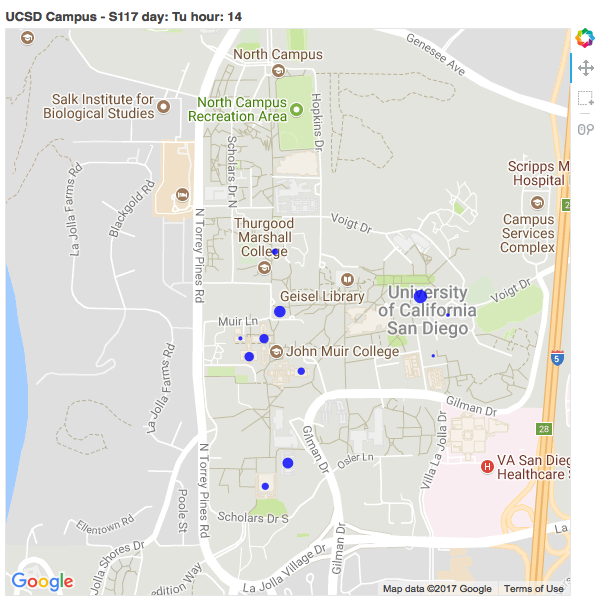 UCSD Campus - S117 day: Tu hour: 14
Genesee Ave
North Campus
Salk Institute for
Biological Studies
North Campus
Recreation Area
Hopkins Dr
Scholars Dr N
Scripps M
Hospital
La Jolla Farms Rd
Blackgold Rd
2
N Torrey Pines Rd
Thurgood
Marshall
College
Voigt Dr
Campus
Services
Complex
Geisel Library
University
of California
San Diego
Voigt Dr
Muir Ln
John Muir College
5
La Jolla Farms Rd
Gilman Dr
Villa La Jolla Dr
28
Gilman Dr
Osler Ln
N Torrey Pines Rd
H
VA San Dieg
Healthcare S
Poole St
Ellentown Rd
Scholars Dr S
La
Gilman Dr
La Jolla Shores Dr
edition Way
La Jolla Village Dr
Google
Map data ©2017 Google
Terms of Use